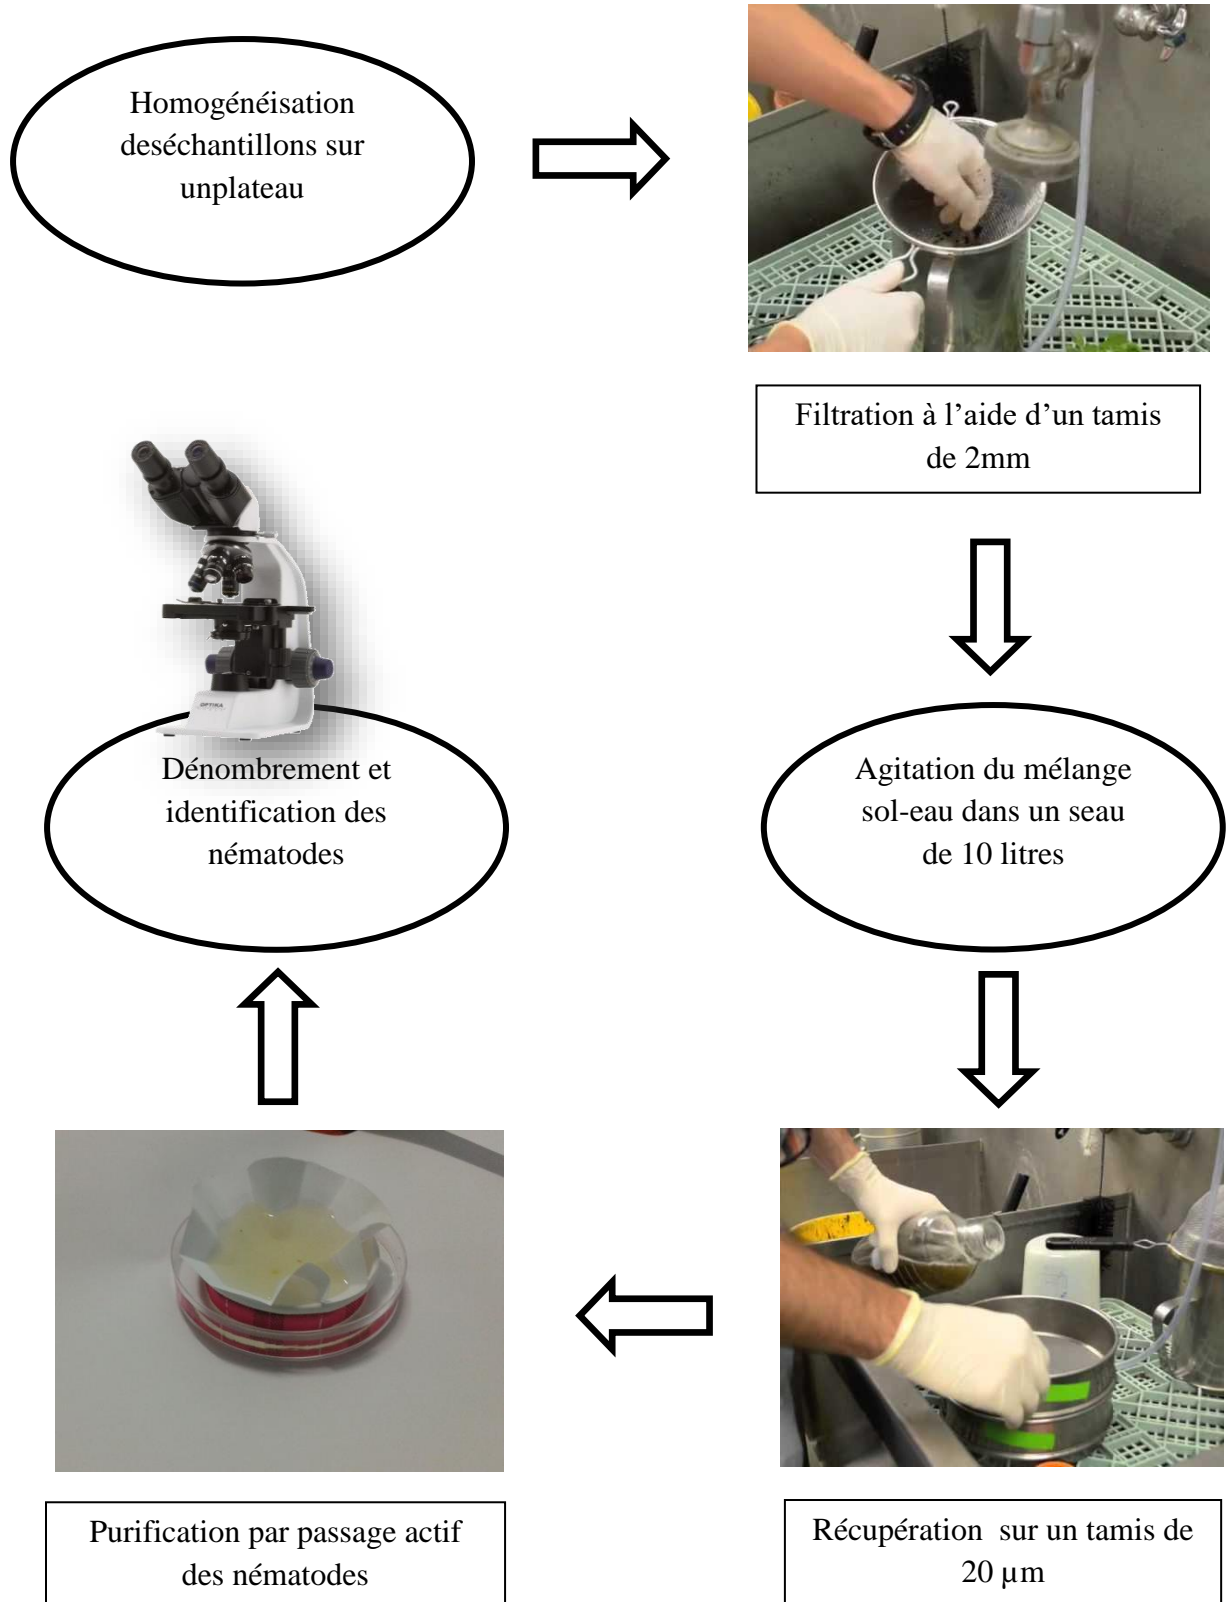 Homogénéisation
deséchantillons sur
unplateau
Filtration à l'aide d'un tamis
de 2mm
Agitation du mélange
sol-eau dans un seau
de 10 litres
Récupération  sur un tamis de
20 µm
Purification par passage actif
des nématodes
OPTIKA
Dénombrement et
identification des
nématodes